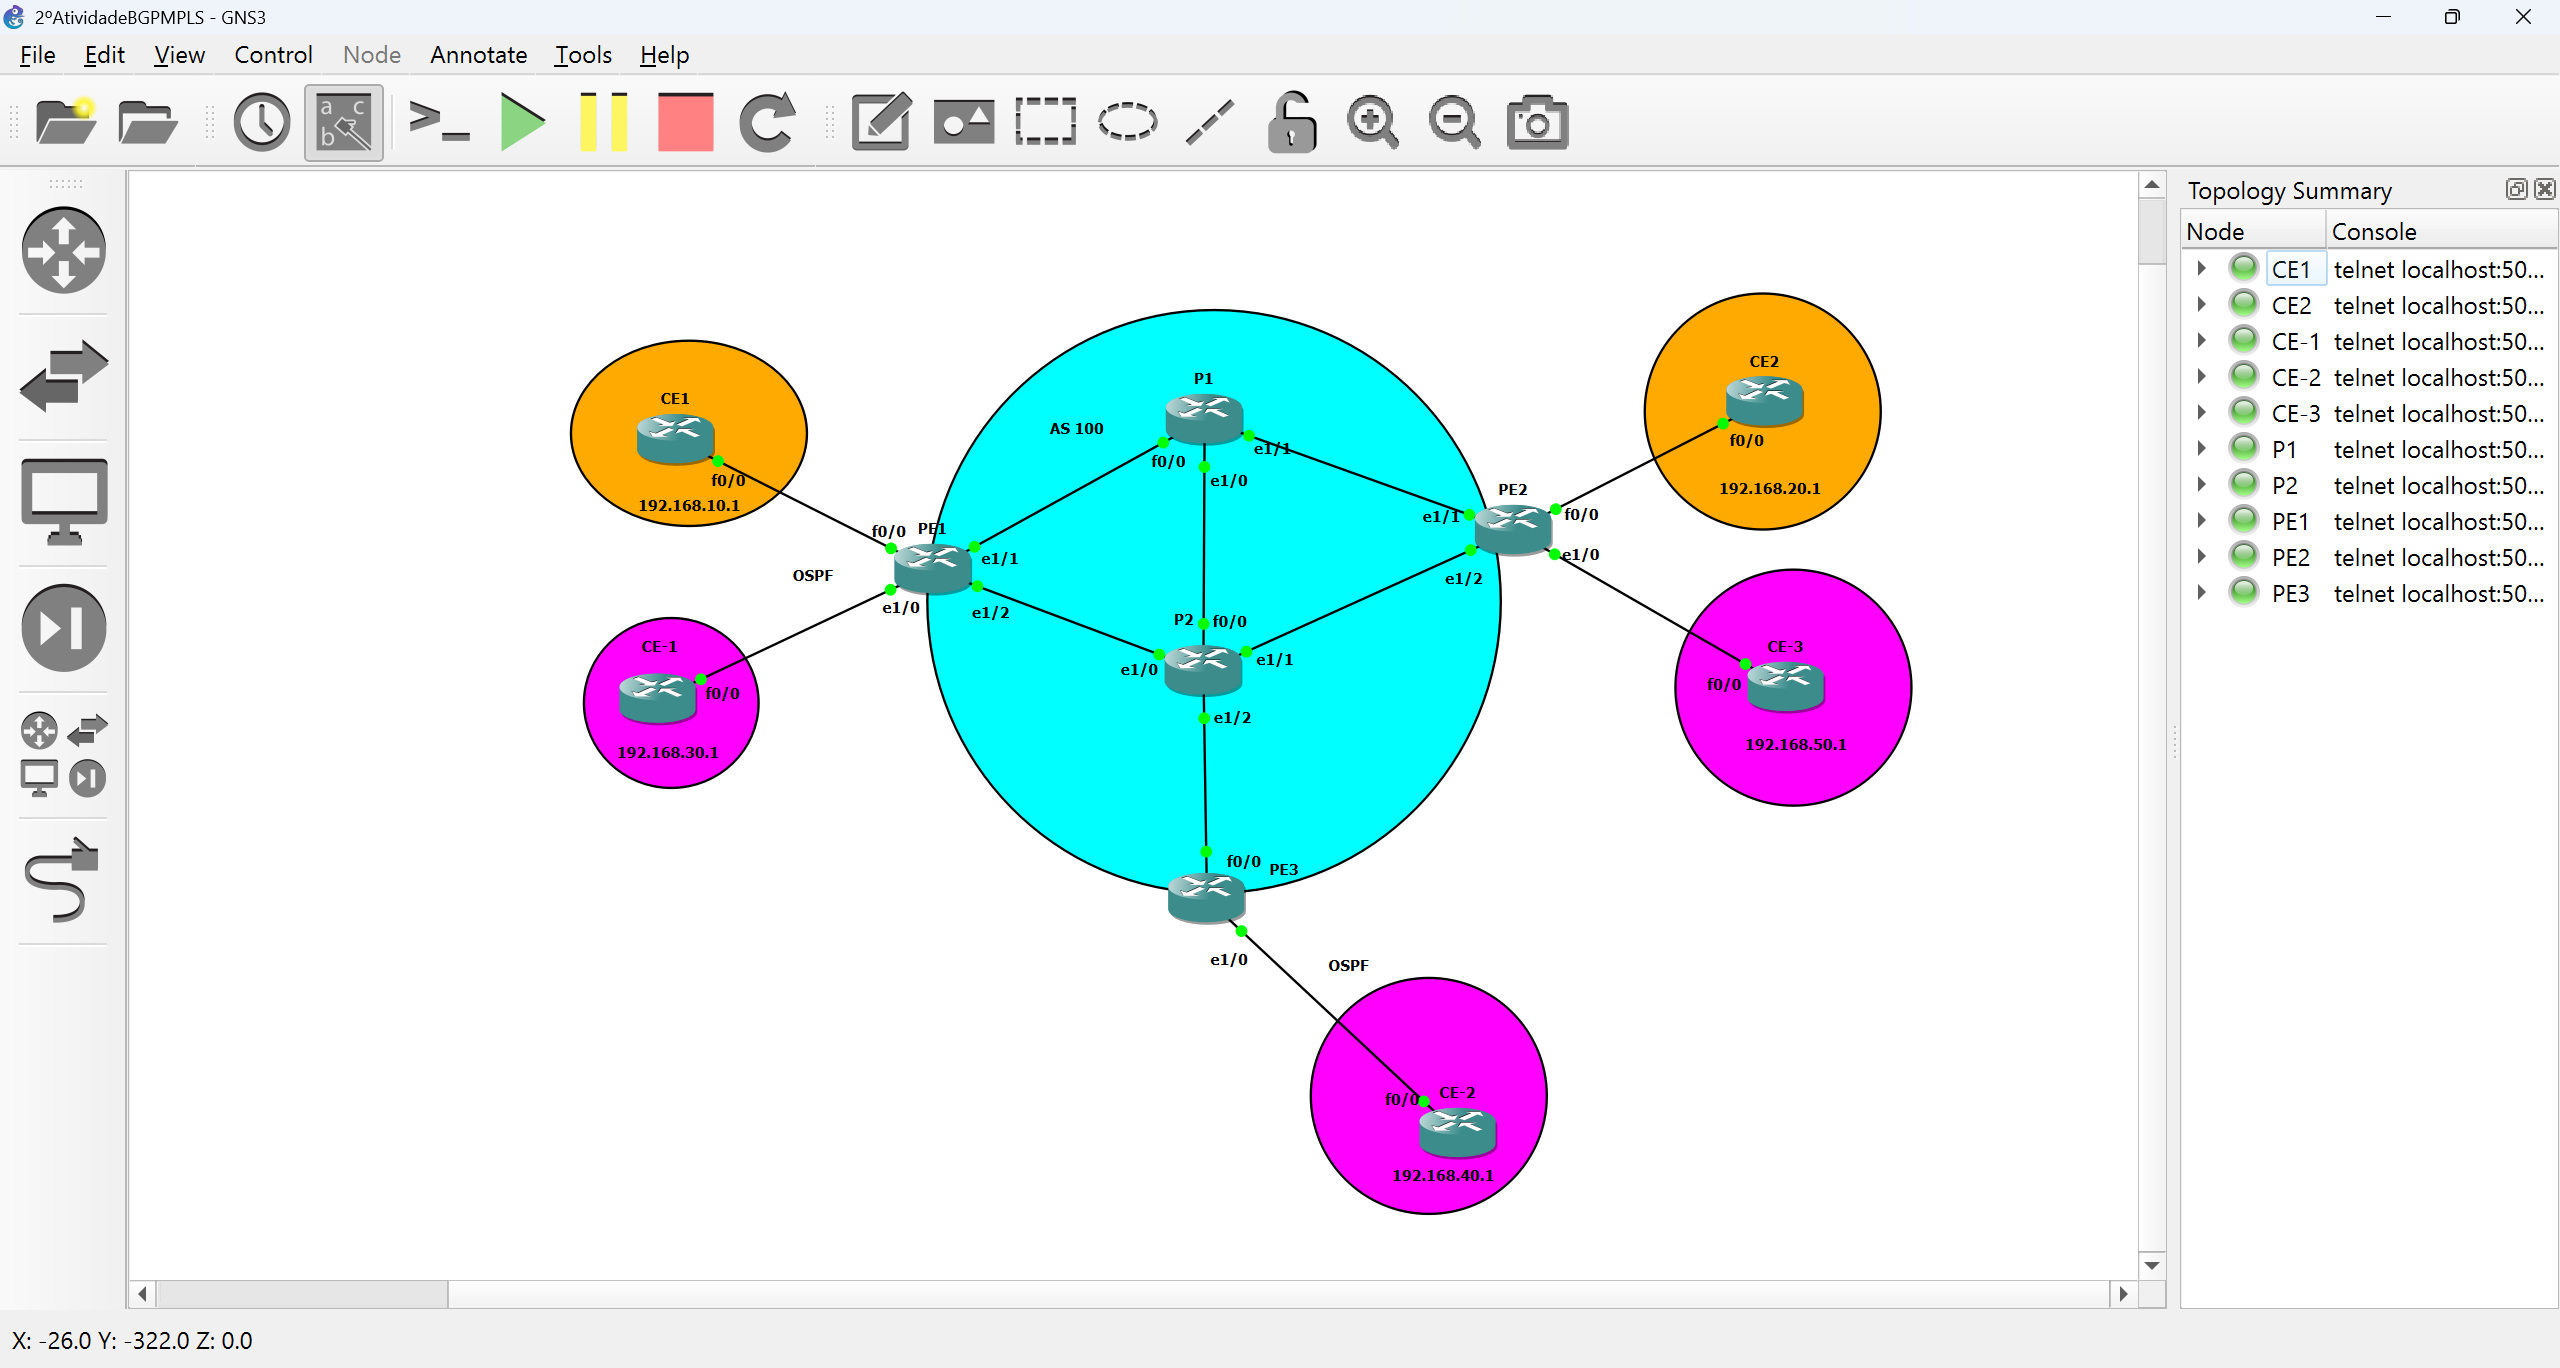 2ºAtividadeBGPMPLS - GNS3
File Edit View Control Node Annotate Tools Help
a c
b
Topology Summary
Node Console
CE1 telnet localhost:50...
CE2 telnet localhost:50...
CE-1 telnet localhost:50...
CE-2 telnet localhost:50...
CE-3 telnet localhost:50...
P1 telnet localhost:50...
P2 telnet localhost:50...
PE1 telnet localhost:50...
PE2 telnet localhost:50...
PE3 telnet localhost:50...
CE1
f0/0
192.168.10.1
P1
AS 100
f0/0
e1/1
e1/0
CE2
f0/0
192.168.20.1
f0/0 PE1
e1/1
OSPF
e1/0
e1/2
PE2
e1/1
f0/0
e1/0
e1/2
CE-1
f0/0
192.168.30.1
P2 f0/0
e1/0
e1/1
e1/2
CE-3
f0/0
192.168.50.1
f0/0 PE3
e1/0
OSPF
f0/0 CE-2
192.168.40.1
X: -26.0 Y: -322.0 Z: 0.0